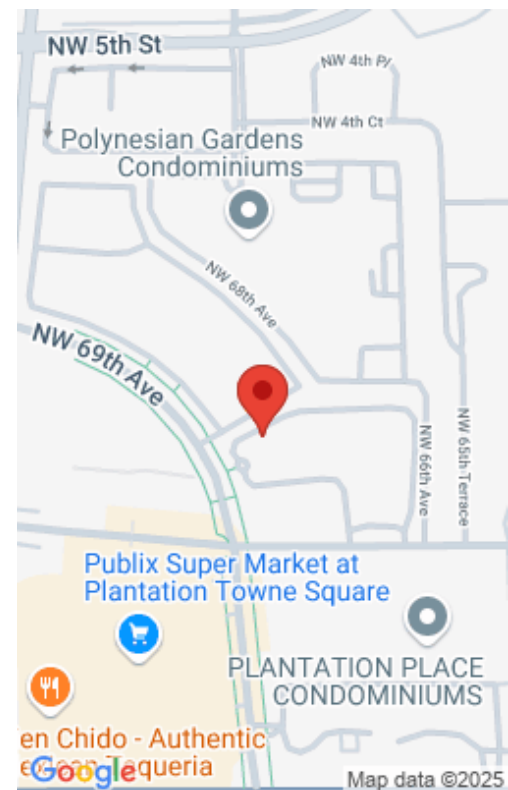 NW 5th St
NW 4th Pl
NW 4th Ct
Polynesian Gardens
Condominiums
NW 68th Ave
NW 69th Ave
NW 66th Ave
NW 65th Terrace
Publix Super Market at
Plantation Towne Square
PLANTATION PLACE
CONDOMINIUMS
en Chido - Authentic
Taqueria
Google
Map data ©2025